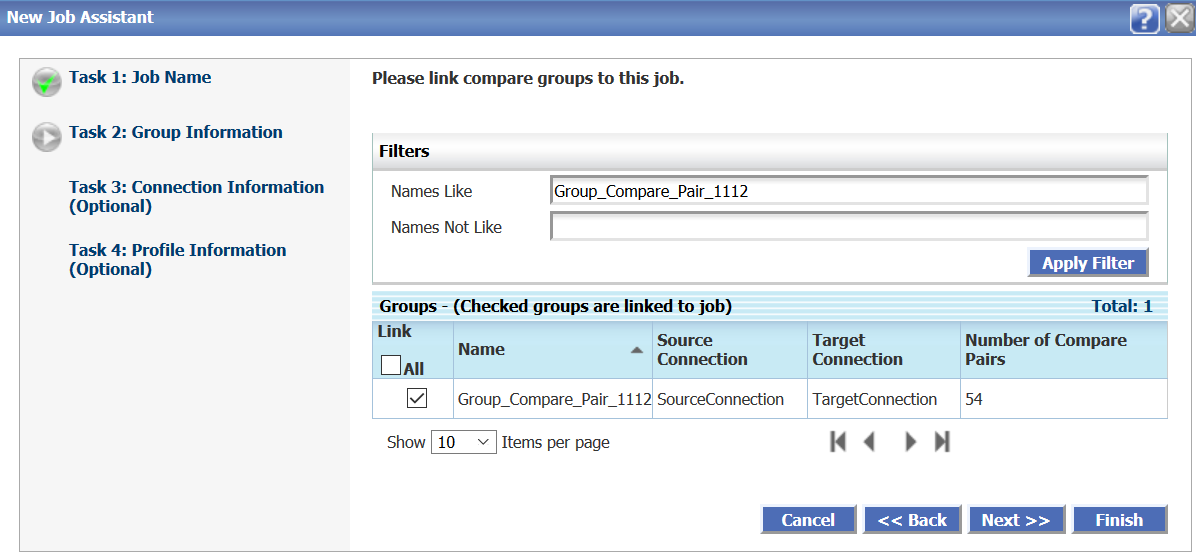 New Job Assistant
?
Task 1: Job Name
Task 2: Group Information
Task 3: Connection Information
(Optional)
Task 4: Profile Information
(Optional)
Please link compare groups to this job.
Filters
Names Like Group_Compare_Pair_1112
Names Not Like
Apply Filter
Groups - (Checked groups are linked to job) Total: 1
Link
All
Name
Source
Connection
Target
Connection
Number of Compare
Pairs
Group_Compare_Pair_1112 SourceConnection TargetConnection 54
Show 10 Items per page
Cancel << Back Next >> Finish